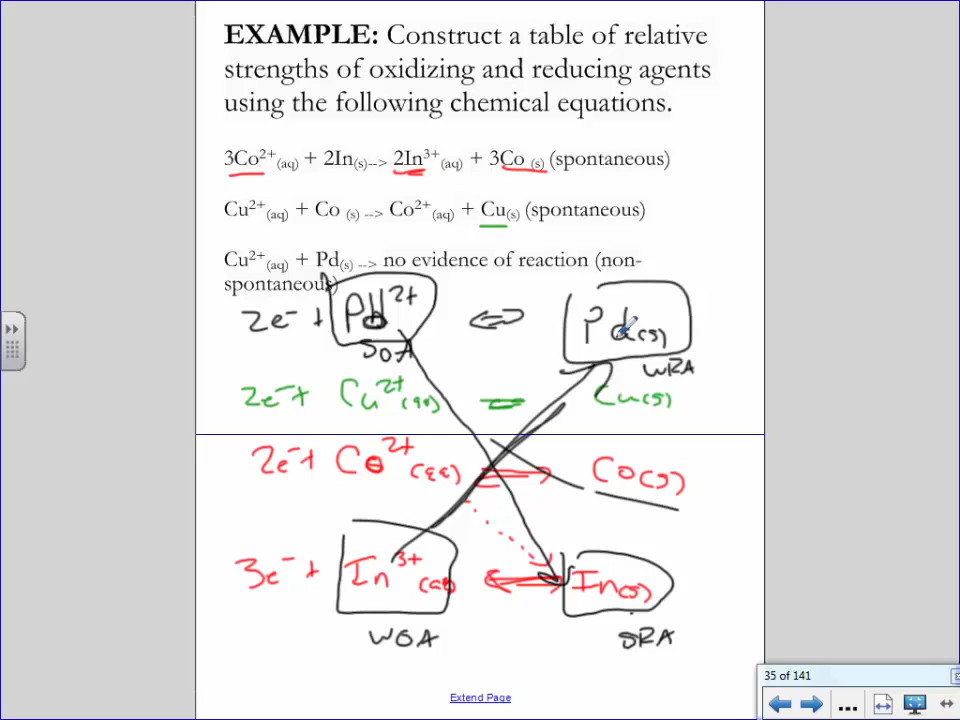 EXAMPLE: Construct a table of relative
strengths of oxidizing and reducing agents
using the following chemical equations.
3Co²⁺(aq) + 2In(s)--> 2In³⁺(aq) + 3Co (s) (spontaneous)
Cu²⁺(aq) + Co (s) --> Co²⁺(aq) + Cu(s) (spontaneous)
Cu²⁺(aq) + Pd(s) --> no evidence of reaction (non-
spontaneous)
2e⁻ + Pd²⁺ ⇔ Pd(s)
SOA WRA
2e⁻ + Cu²⁺(aq) = Cu(s)
2e⁻ + Co²⁺(aq) ⇌ Co(s)
3e⁻ + In³⁺(aq) ⇌ In(s)
WOA SRA
Extend Page
35 of 141
...